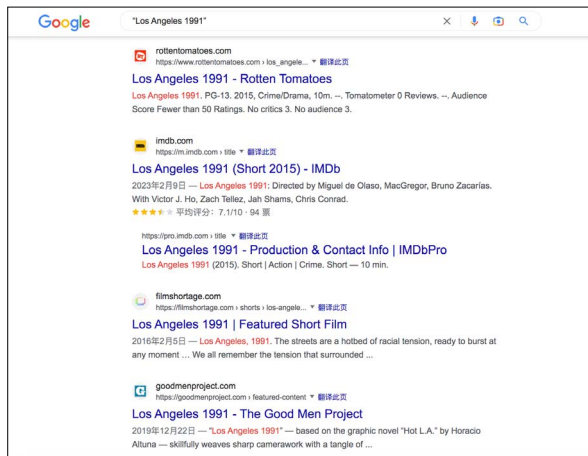 Google
"Los Angeles 1991"
rottentomatoes.com
https://www.rottentomatoes.com › los_angele... ▼ 翻译此页
Los Angeles 1991 - Rotten Tomatoes
Los Angeles 1991. PG-13. 2015, Crime/Drama, 10m. --. Tomatometer 0 Reviews. --. Audience
Score Fewer than 50 Ratings. No critics 3. No audience 3.
imdb.com
https://m.imdb.com › title ▼ 翻译此页
Los Angeles 1991 (Short 2015) - IMDb
2023年2月9日 — Los Angeles 1991: Directed by Miguel de Olaso, MacGregor, Bruno Zacarías.
With Victor J. Ho, Zach Tellez, Jah Shams, Chris Conrad.
★★★★★ 平均评分：7.1/10 · 94 票
https://pro.imdb.com › title ▼ 翻译此页
Los Angeles 1991 - Production & Contact Info | IMDbPro
Los Angeles 1991 (2015). Short | Action | Crime. Short — 10 min.
filmshortage.com
https://filmshortage.com › shorts › los-angele... ▼ 翻译此页
Los Angeles 1991 | Featured Short Film
2016年2月5日 — Los Angeles, 1991. The streets are a hotbed of racial tension, ready to burst at
any moment ... We all remember the tension that surrounded ...
goodmenproject.com
https://goodmenproject.com › featured-content ▼ 翻译此页
Los Angeles 1991 - The Good Men Project
2019年12月22日 — "Los Angeles 1991" — based on the graphic novel "Hot L.A." by Horacio
Altuna — skillfully weaves sharp camerawork with a tangle of ...